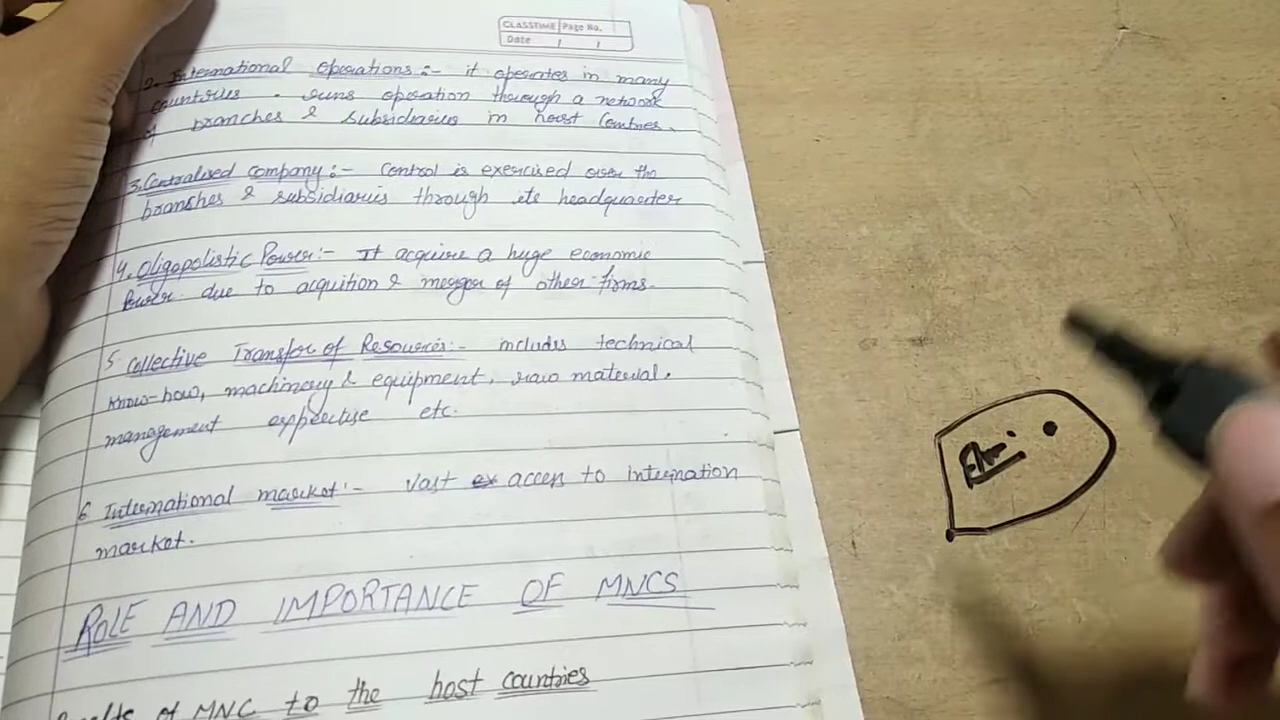 CLASSTIME Page No.
Date / /
2. International operations :- it operates in many
countries. runs operation through a network
of branches & subsidiaries in host Contries.
3. Centralised company :- Control is exercised over the
branshes & subsidiaries through its headquarter
4. Oligopolistic Power :- It acquire a huge economic
Power due to acquition & merger of other firms.
5. Collective Transfer of Resources :- includes technical
know-how, machinery & equipment, raw material,
management expeertise etc.
6 International market :- vast access to internation
market.
ROLE AND IMPORTANCE OF MNCS
of MNC to the host countries